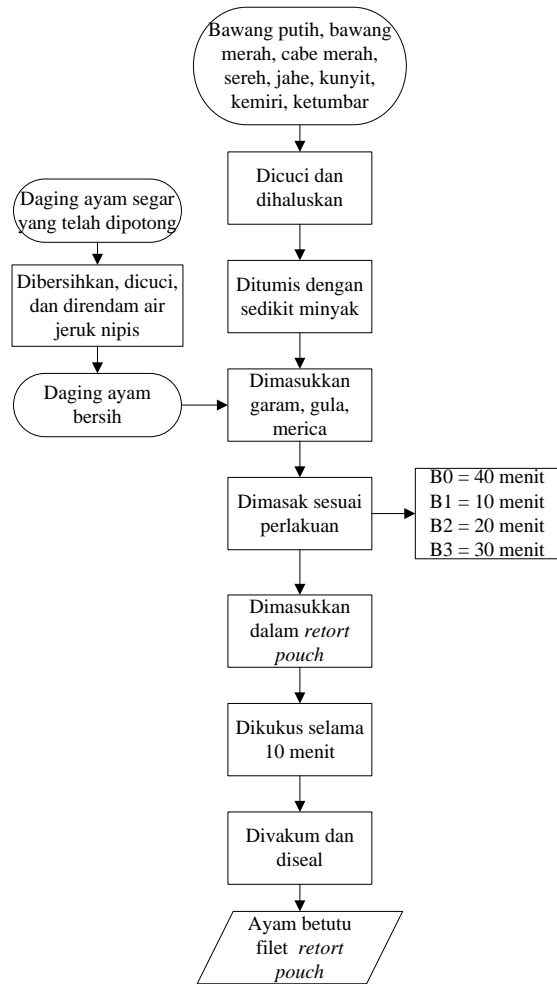 Bawang putih, bawang
merah, cabe merah,
sereh, jahe, kunyit,
kemiri, ketumbar
Dicuci dan
dihaluskan
Daging ayam segar
yang telah dipotong
Dibersihkan, dicuci,
dan direndam air
jeruk nipis
Ditumis dengan
sedikit minyak
Daging ayam
bersih
Dimasukkan
garam, gula,
merica
Dimasak sesuai
perlakuan
B0 = 40 menit
B1 = 10 menit
B2 = 20 menit
B3 = 30 menit
Dimasukkan
dalam retort
pouch
Dikukus selama
10 menit
Divakum dan
diseal
Ayam betutu
filet retort
pouch